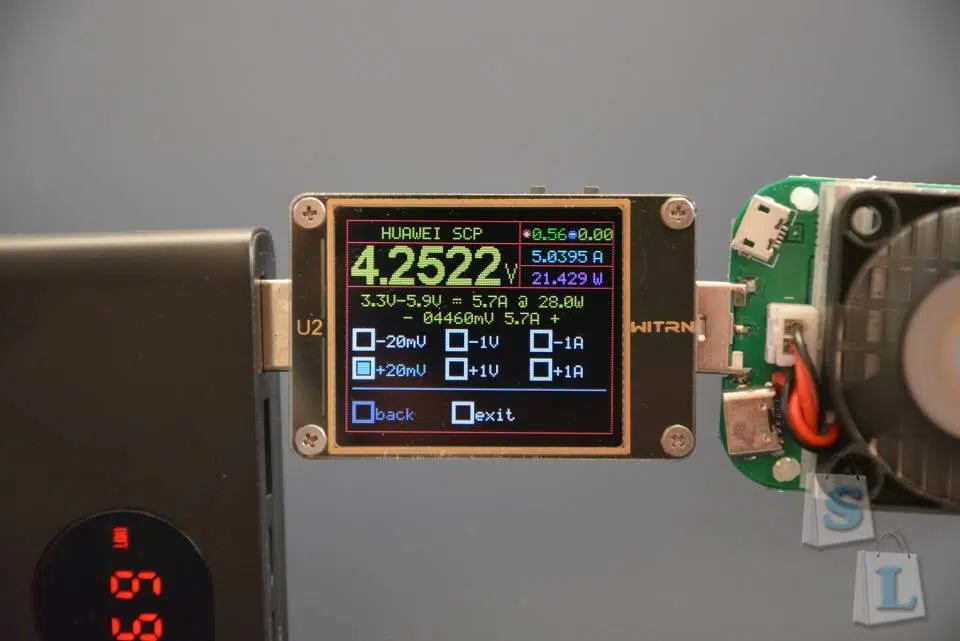 HUAWEI SCP
0.56 0.00
4.2522V
5.0395 A
21.429 W
3.3V-5.9V = 5.7A @ 28.0W
- 04460mV 5.7A +
-20mV -1V -1A
+20mV +1V +1A
back exit
U2
WITRN
S
L